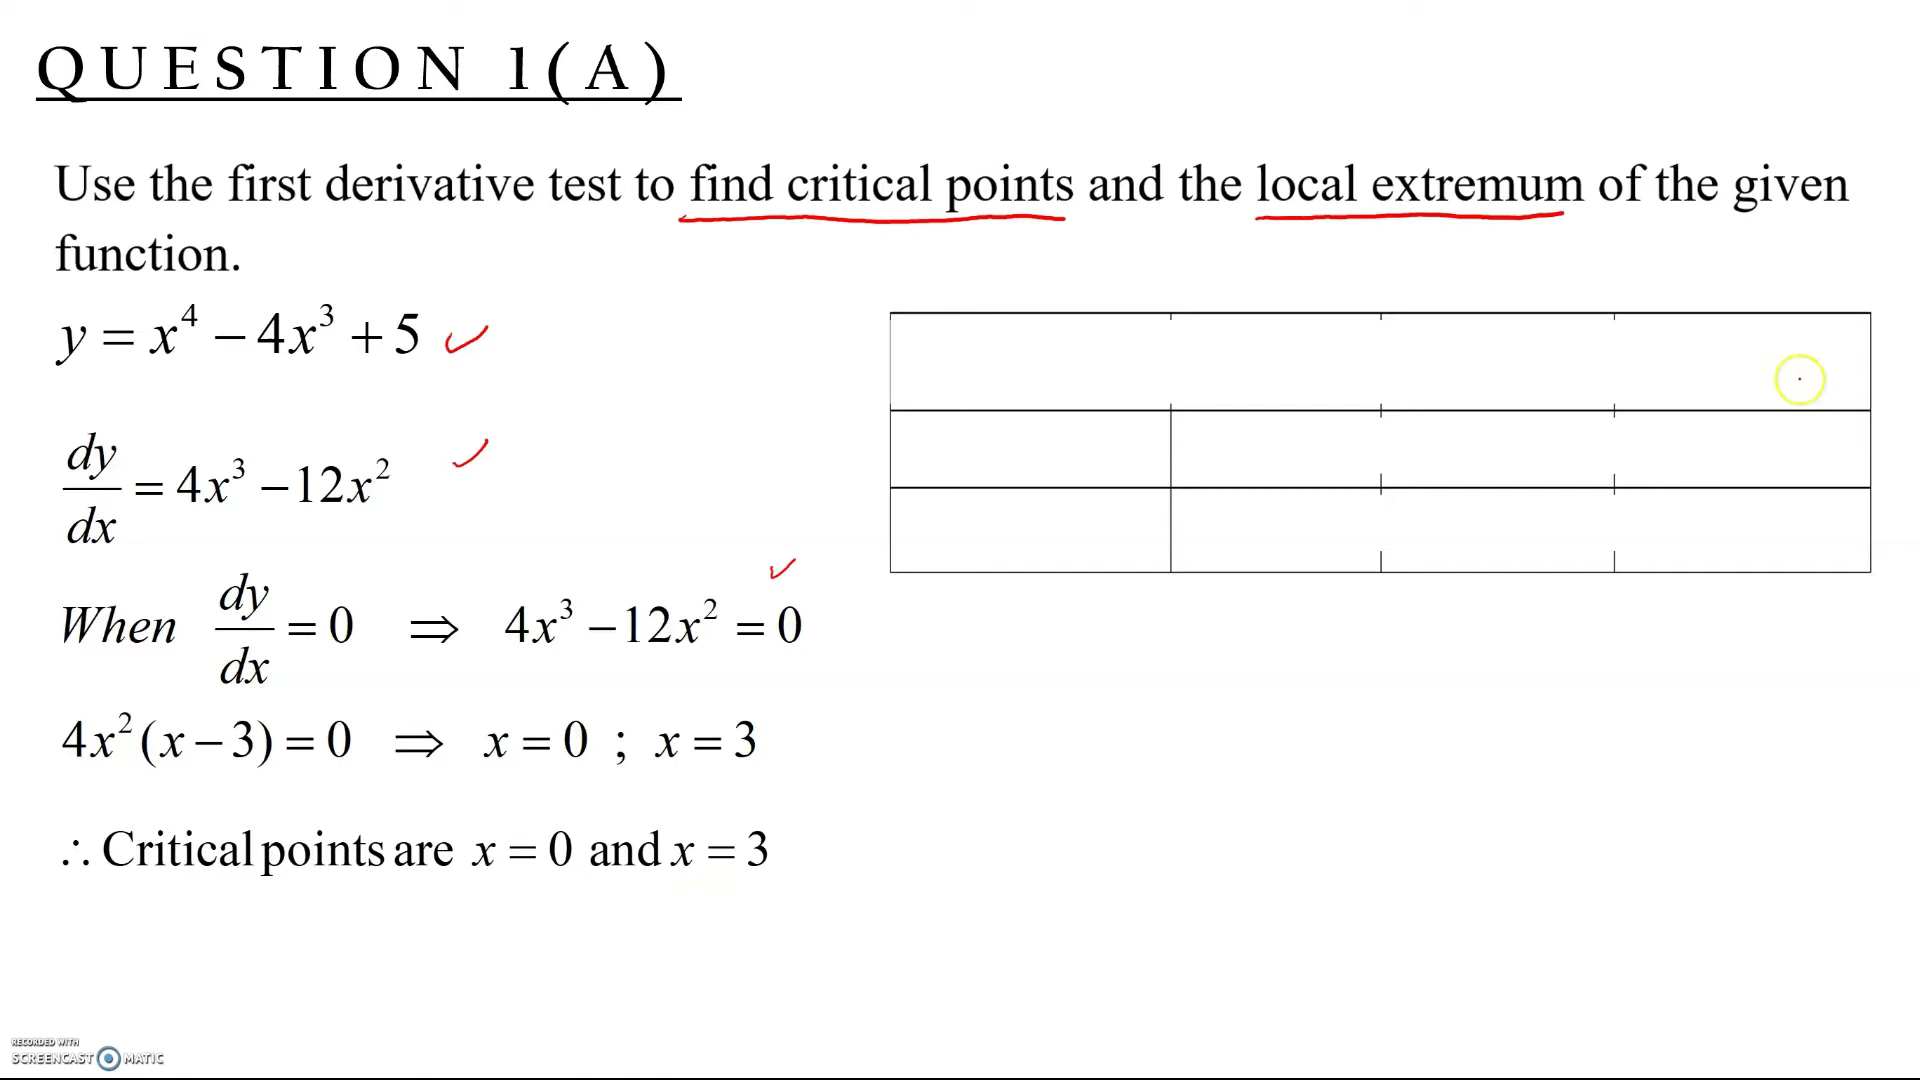 QUESTION 1(A)
Use the first derivative test to find critical points and the local extremum of the given
function.
y = x⁴ − 4x³ + 5
dy/dx = 4x³ − 12x²
When dy/dx = 0 ⇒ 4x³ − 12x² = 0
4x²(x − 3) = 0 ⇒ x = 0 ; x = 3
∴ Critical points are x = 0 and x = 3
RECORDED WITH
SCREENCAST MATIC